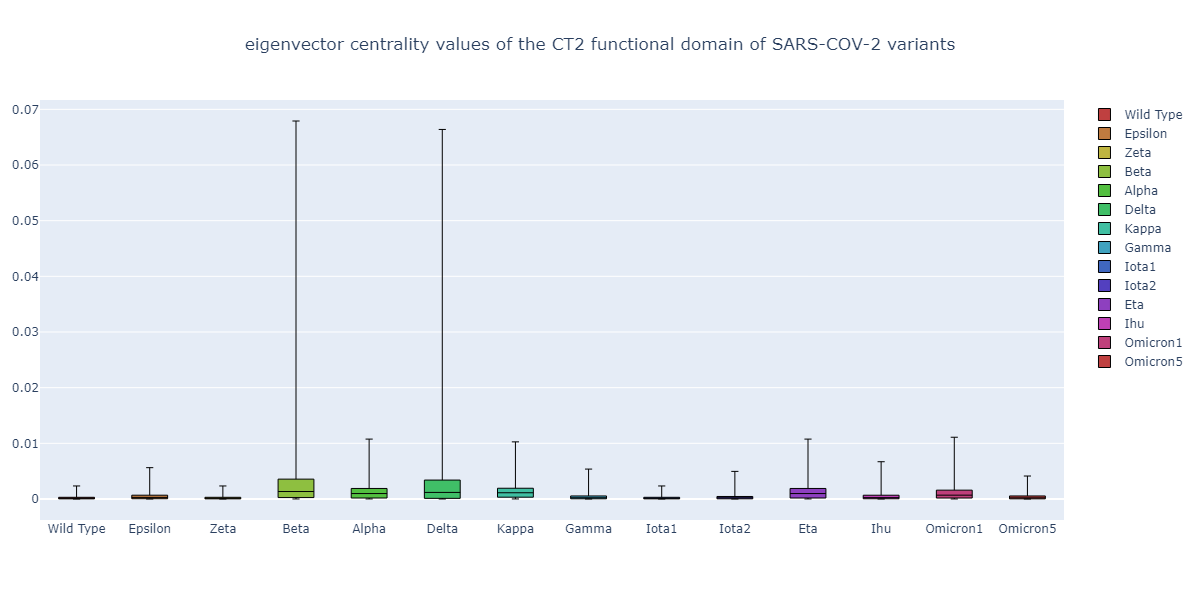 eigenvector centrality values of the CT2 functional domain of SARS-COV-2 variants
0.07
0.06
0.05
0.04
0.03
0.02
0.01
0
Wild Type Epsilon Zeta Beta Alpha Delta Kappa Gamma Iota1 Iota2 Eta Ihu Omicron1 Omicron5
Wild Type
Epsilon
Zeta
Beta
Alpha
Delta
Kappa
Gamma
Iota1
Iota2
Eta
Ihu
Omicron1
Omicron5